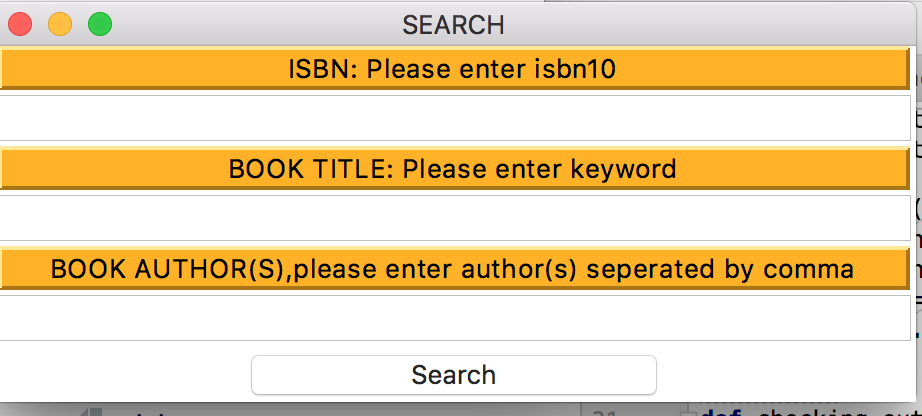 SEARCH
ISBN: Please enter isbn10
BOOK TITLE: Please enter keyword
BOOK AUTHOR(S),please enter author(s) seperated by comma
Search